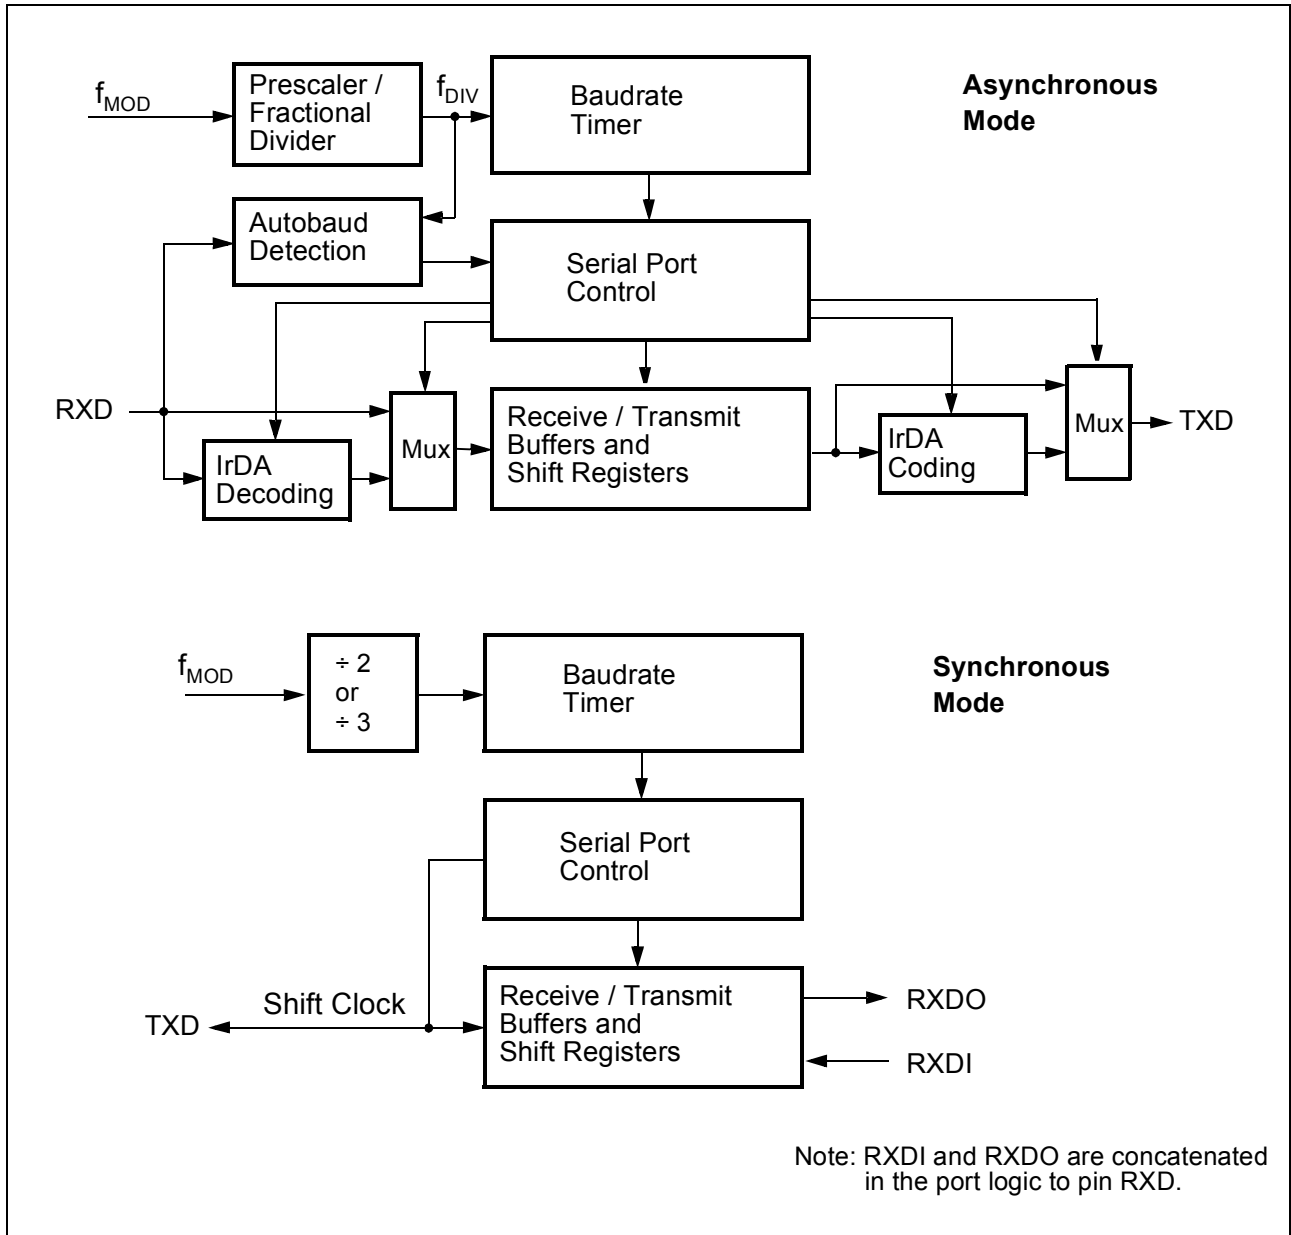 f_MOD
Prescaler /
Fractional
Divider
f_DIV
Baudrate
Timer
Asynchronous
Mode
Autobaud
Detection
Serial Port
Control
RXD
IrDA
Decoding
Mux
Receive / Transmit
Buffers and
Shift Registers
IrDA
Coding
Mux
TXD
f_MOD
÷ 2
or
÷ 3
Baudrate
Timer
Synchronous
Mode
Serial Port
Control
TXD
Shift Clock
Receive / Transmit
Buffers and
Shift Registers
RXDO
RXDI
Note: RXDI and RXDO are concatenated
in the port logic to pin RXD.